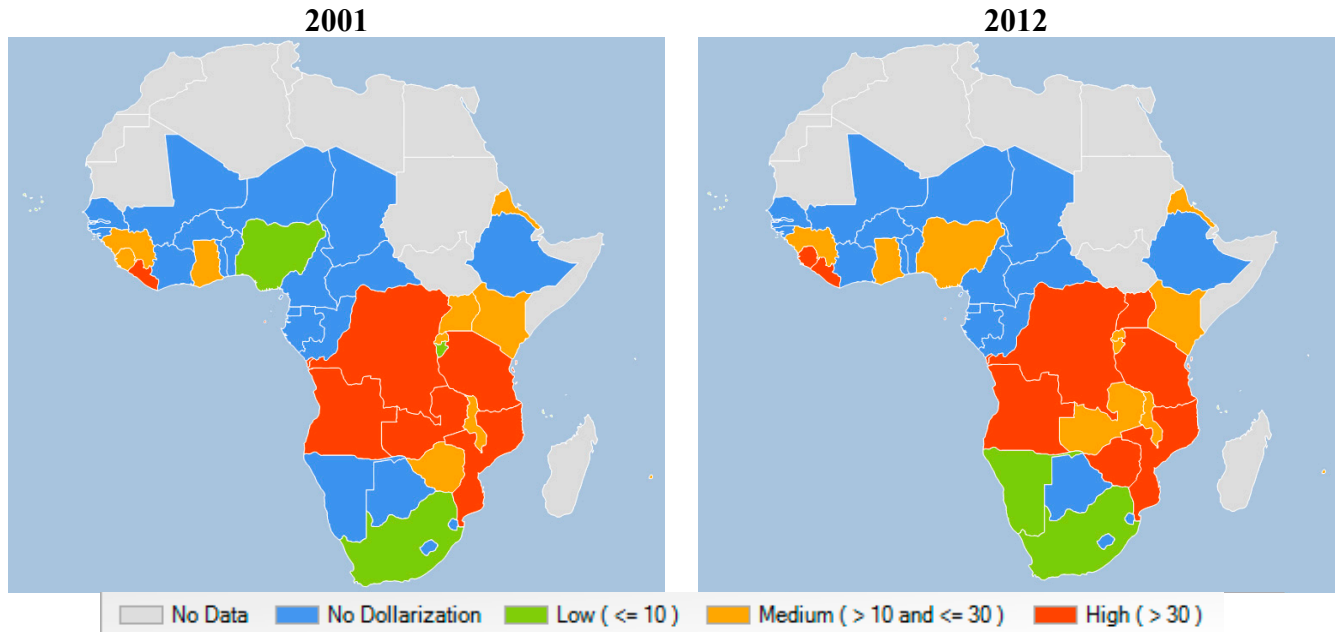 2001 2012
No Data No Dollarization Low ( <= 10 ) Medium ( > 10 and <= 30 ) High ( > 30 )